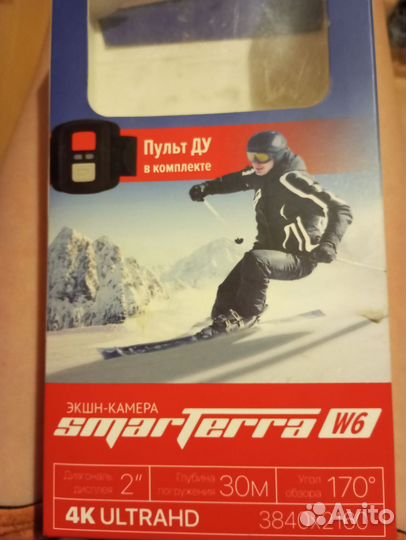 Пульт ДУ
в комплекте
ЭКШН-КАМЕРА
smarTerra W6
Диагональ дисплея 2"
Глубина погружения 30м
Угол обзора 170°
4K ULTRAHD 3840X2160
Avito